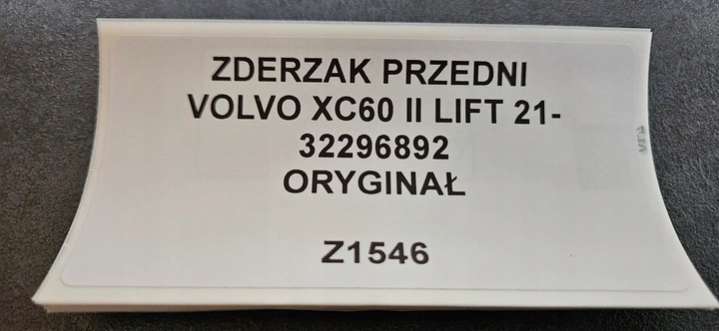 ZDERZAK PRZEDNI
VOLVO XC60 II LIFT 21-
32296892
ORYGINAŁ
Z1546